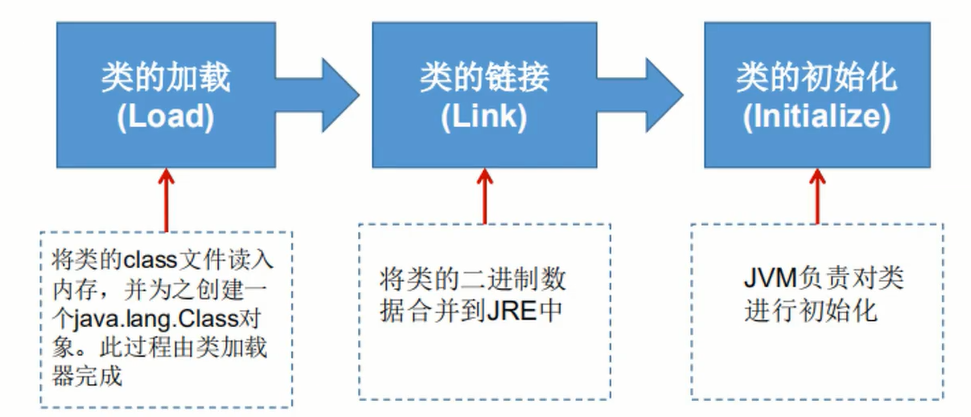 类的加载
(Load)
类的链接
(Link)
类的初始化
(Initialize)
将类的class文件读入
内存，并为之创建一
个java.lang.Class对
象。此过程由类加载
器完成
将类的二进制数
据合并到JRE中
JVM负责对类
进行初始化